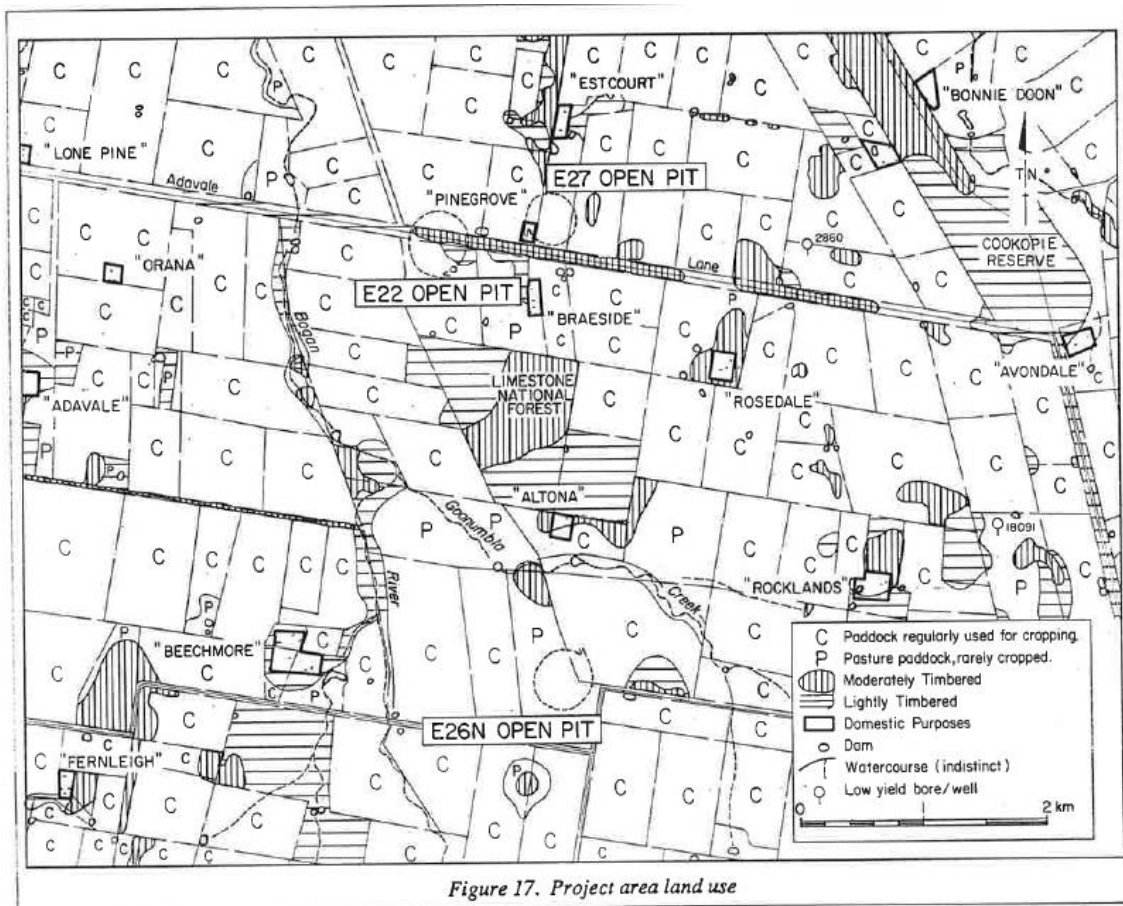 "ESTCOURT"
"BONNIE DOON"
"LONE PINE"
Adavale
E27 OPEN PIT
T.N.
"PINEGROVE"
2860
COOKOPIE
RESERVE
"ORANA"
Lane
E22 OPEN PIT
"BRAESIDE"
Bogan
"AVONDALE"
LIMESTONE
NATIONAL
FOREST
"ADAVALE"
"ROSEDALE"
"ALTONA"
Goonumbla
18091
River
Creek
"ROCKLANDS"
"BEECHMORE"
C Paddock regularly used for cropping.
P Pasture paddock, rarely cropped.
Moderately Timbered
Lightly Timbered
Domestic Purposes
Dam
Watercourse (indistinct)
Low yield bore/well
0 2 km
E26N OPEN PIT
"FERNLEIGH"
Figure 17. Project area land use